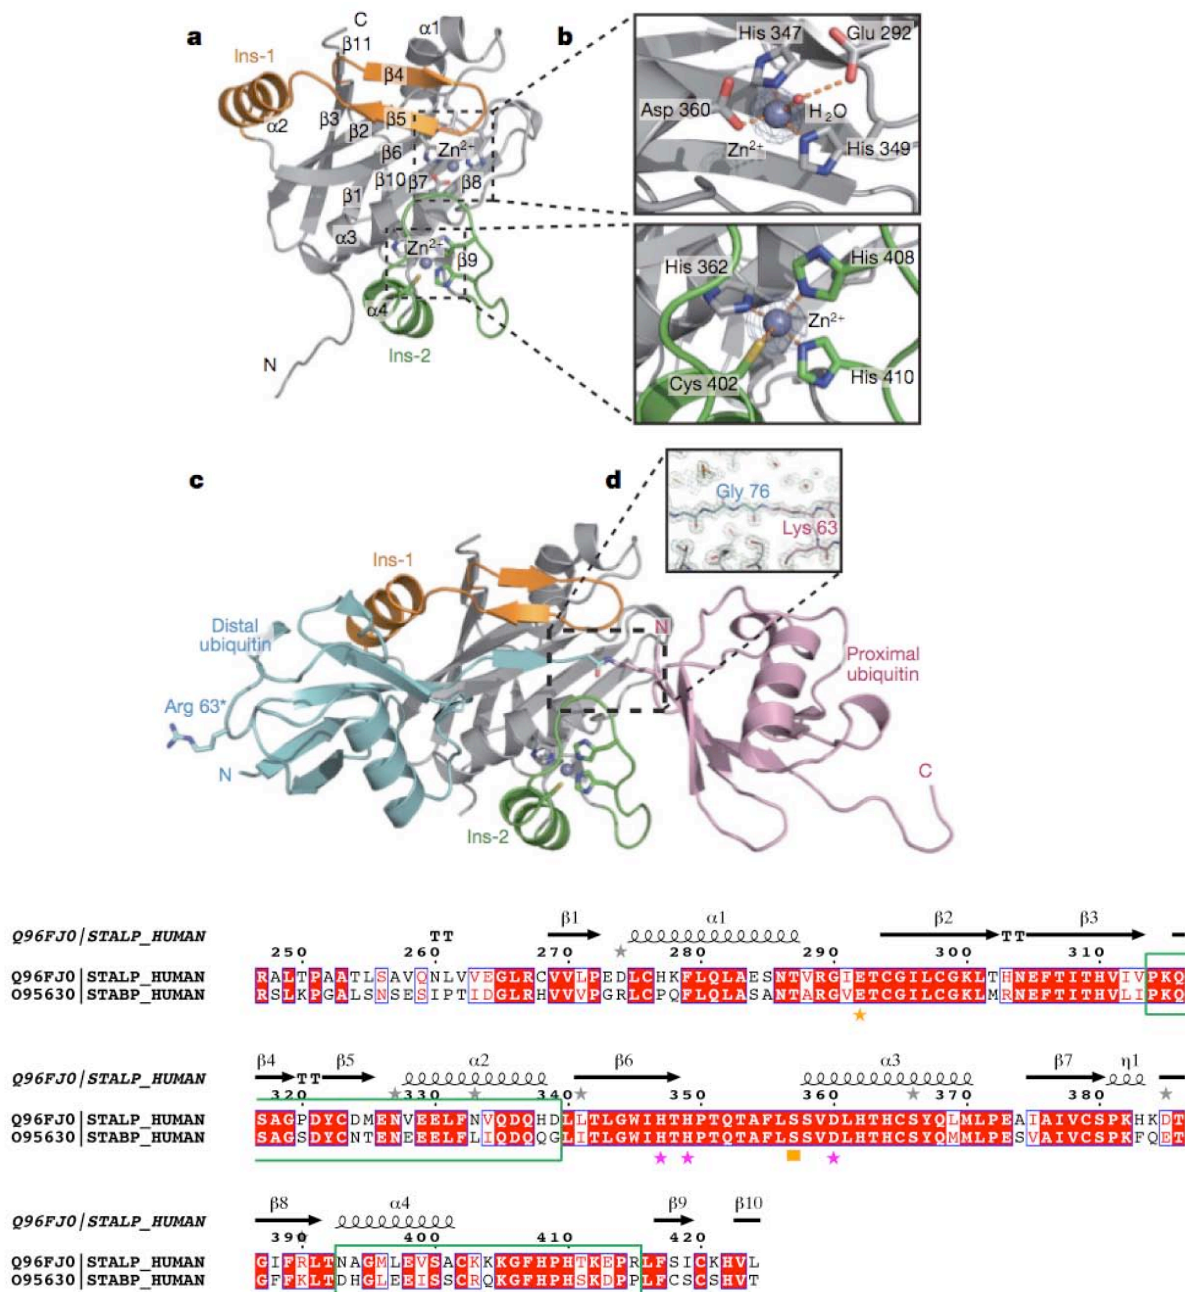 a
C
α1
β11
Ins-1
β4
α2
β3
β2
β5
β6
Zn²⁺
β10
β7
β8
β1
α3
Zn²⁺
β9
α4
Ins-2
N
b
His 347
Glu 292
Asp 360
H₂O
Zn²⁺
His 349
His 362
His 408
Zn²⁺
Cys 402
His 410
c
d
Gly 76
Lys 63
Ins-1
Distal
ubiquitin
N
Proximal
ubiquitin
Arg 63*
N
C
Ins-2
β1 α1 β2 β3
Q96FJ0|STALP_HUMAN TT TT
250 260 270 280 290 300 310
Q96FJ0|STALP_HUMAN RALTPAATLSAVQNLVVEGLRCVVLPEDLCHKFLQLAESNTVRGIETCGILCGKLTHNEFTITHVIVPKQ
O95630|STABP_HUMAN RSLKPGALSNSESIPTIDGLRHVVVPGRLCPQFLQLASANTARGVETCGILCGKLMRNEFTITHVLIPKQ
β4 β5 α2 β6 α3 β7 η1
Q96FJ0|STALP_HUMAN TT
320 330 340 350 360 370 380
Q96FJ0|STALP_HUMAN SAGPDYCDMENVEELFNVQDQHDLLTLGWIHTHPTQTAFLSSVDLHTHCSYQLMLPEAIAIVCSPKHKDT
O95630|STABP_HUMAN SAGSDYCNTENEEELFLIQDQQGLITLGWIHTHPTQTAFLSSVDLHTHCSYQMMLPESVAIVCSPKFQET
β8 α4 β9 β10
Q96FJ0|STALP_HUMAN
390 400 410 420
Q96FJ0|STALP_HUMAN GIFRLTNAGMLEVSACKKKGFHPHTKEPRLFSICKHVL
O95630|STABP_HUMAN GFFKLTDHGLEEISSCRQKGFHPHSKDPPLFCSCSHVT